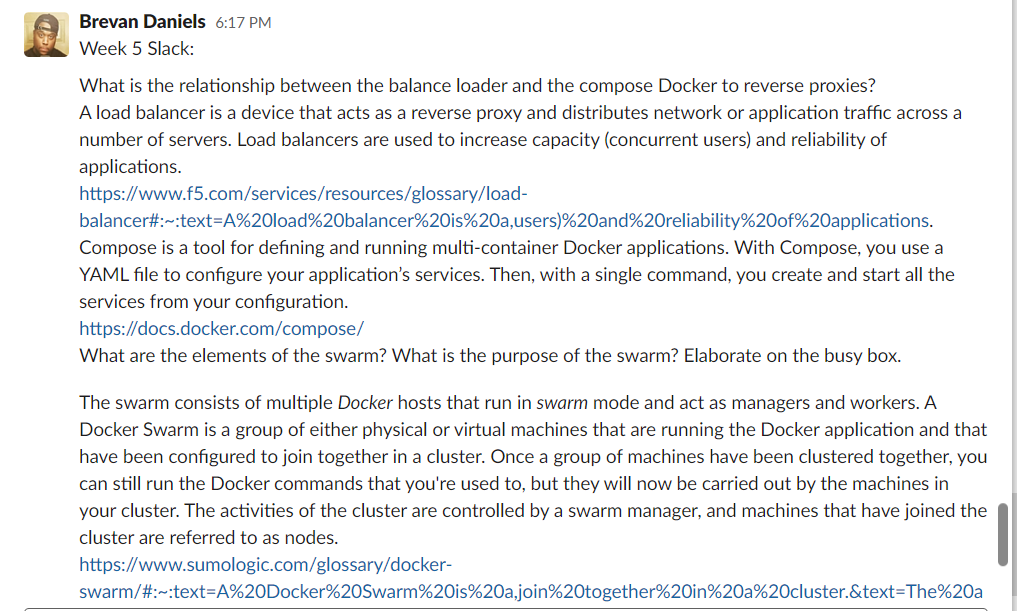 Brevan Daniels 6:17 PM
Week 5 Slack:
What is the relationship between the balance loader and the compose Docker to reverse proxies?
A load balancer is a device that acts as a reverse proxy and distributes network or application traffic across a
number of servers. Load balancers are used to increase capacity (concurrent users) and reliability of
applications.
https://www.f5.com/services/resources/glossary/load-
balancer#:~:text=A%20load%20balancer%20is%20a,users)%20and%20reliability%20of%20applications.
Compose is a tool for defining and running multi-container Docker applications. With Compose, you use a
YAML file to configure your application’s services. Then, with a single command, you create and start all the
services from your configuration.
https://docs.docker.com/compose/
What are the elements of the swarm? What is the purpose of the swarm? Elaborate on the busy box.
The swarm consists of multiple Docker hosts that run in swarm mode and act as managers and workers. A
Docker Swarm is a group of either physical or virtual machines that are running the Docker application and that
have been configured to join together in a cluster. Once a group of machines have been clustered together, you
can still run the Docker commands that you're used to, but they will now be carried out by the machines in
your cluster. The activities of the cluster are controlled by a swarm manager, and machines that have joined the
cluster are referred to as nodes.
https://www.sumologic.com/glossary/docker-
swarm/#:~:text=A%20Docker%20Swarm%20is%20a,join%20together%20in%20a%20cluster.&text=The%20a